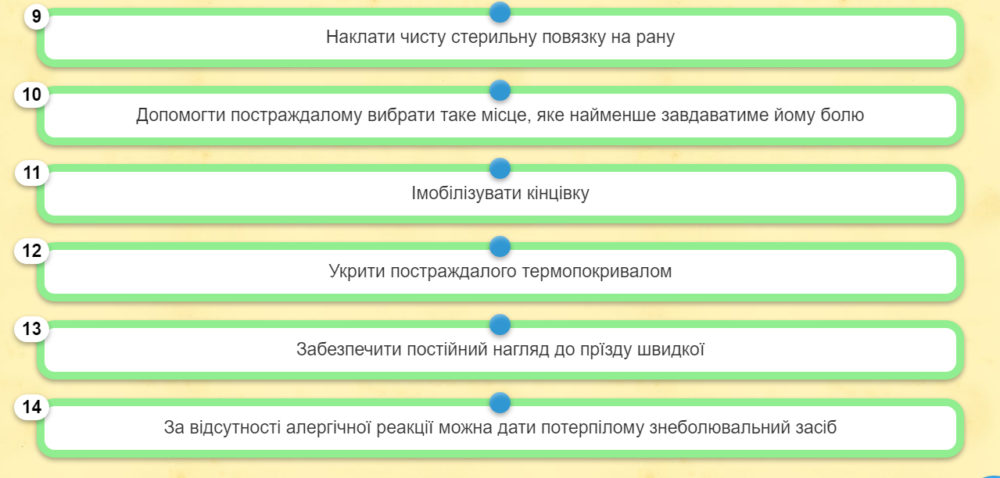 9
Наклати чисту стерильну повязку на рану
10
Допомогти постраждалому вибрати таке місце, яке найменше завдаватиме йому болю
11
Імобілізувати кінцівку
12
Укрити постраждалого термопокривалом
13
Забезпечити постійний нагляд до прїзду швидкої
14
За відсутності алергічної реакції можна дати потерпілому знеболювальний засіб